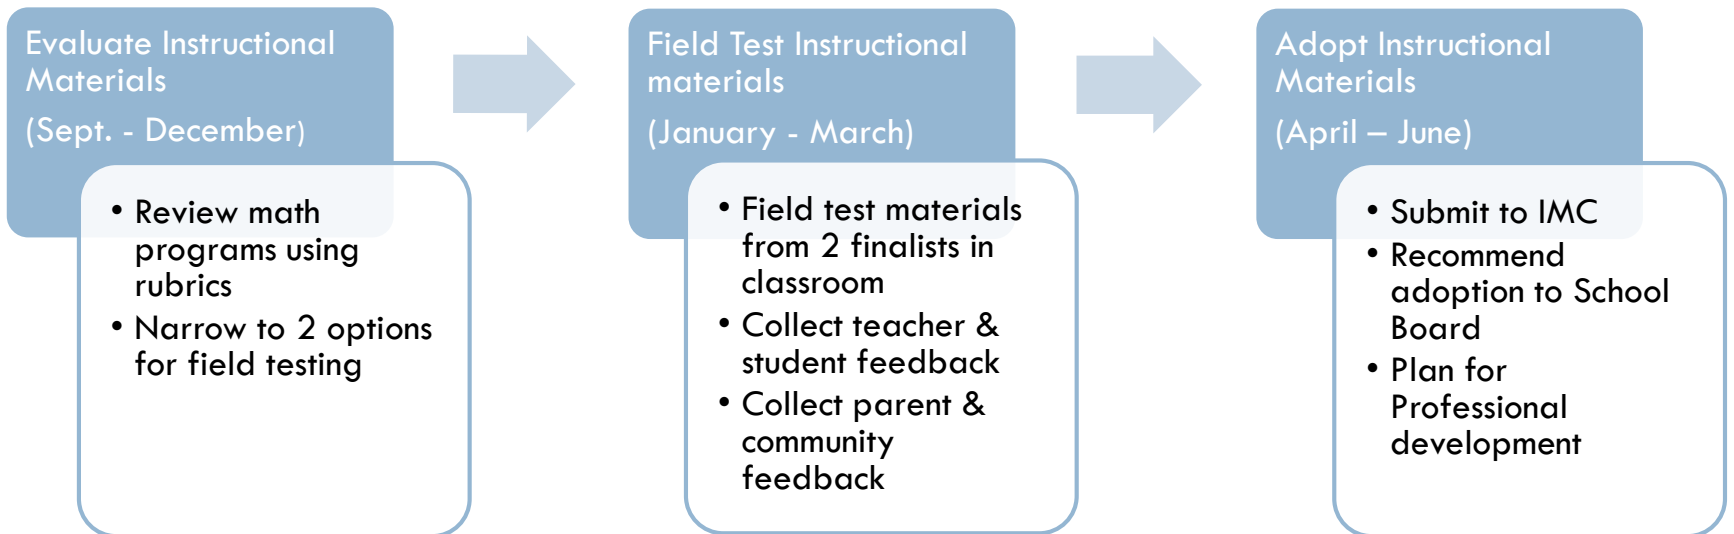 Evaluate Instructional
Materials
(Sept. - December)
• Review math
programs using
rubrics
• Narrow to 2 options
for field testing
Field Test Instructional
materials
(January - March)
• Field test materials
from 2 finalists in
classroom
• Collect teacher &
student feedback
• Collect parent &
community
feedback
Adopt Instructional
Materials
(April – June)
• Submit to IMC
• Recommend
adoption to School
Board
• Plan for
Professional
development